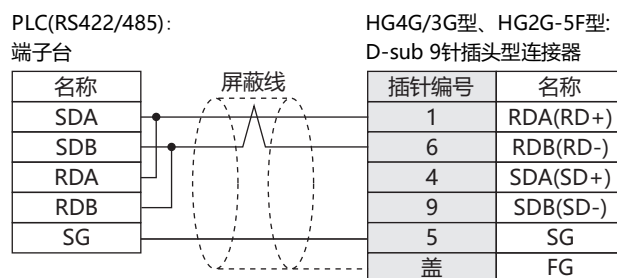 PLC(RS422/485):
端子台
HG4G/3G型、HG2G-5F型:
D-sub 9针插头型连接器
名称
屏蔽线
插针编号
名称
SDA
1
RDA(RD+)
SDB
6
RDB(RD-)
RDA
4
SDA(SD+)
RDB
9
SDB(SD-)
SG
5
SG
盖
FG